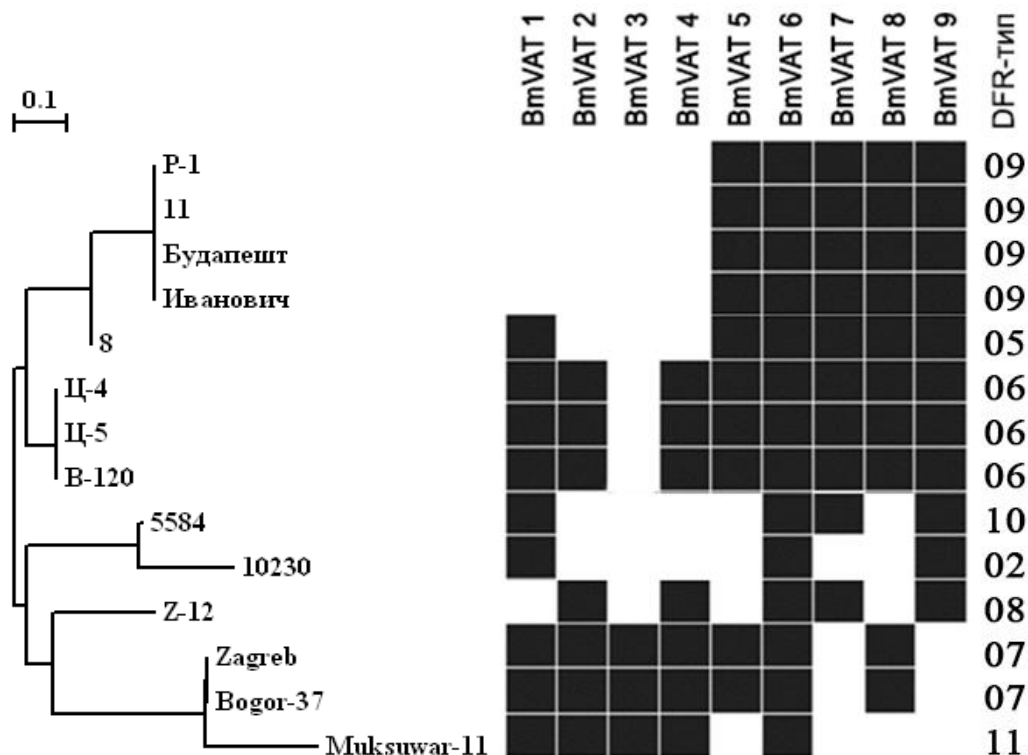 BmVAT 1
BmVAT 2
BmVAT 3
BmVAT 4
BmVAT 5
BmVAT 6
BmVAT 7
BmVAT 8
BmVAT 9
DFR-тип
0.1
P-1 09
11 09
Будапешт 09
Иванович 09
8 05
Ц-4 06
Ц-5 06
В-120 06
5584 10
10230 02
Z-12 08
Zagreb 07
Bogor-37 07
Muksuwar-11 11